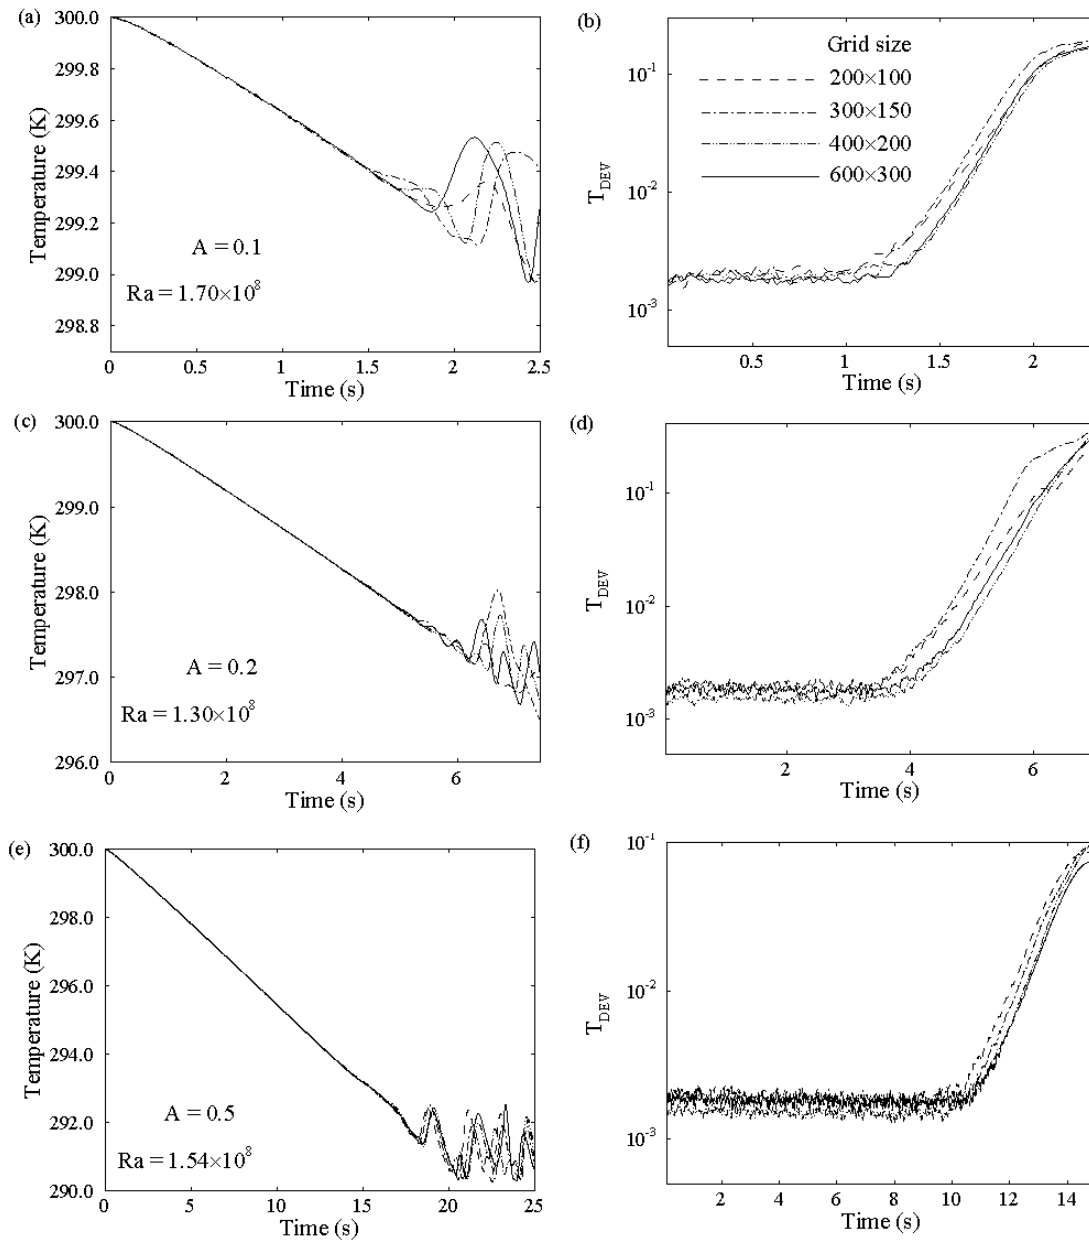 (a)
300.0
299.8
299.6
299.4
299.2
299.0
298.8
Temperature (K)
A = 0.1
Ra = 1.70×10⁸
0 0.5 1 1.5 2 2.5
Time (s)
(b)
Grid size
200×100
300×150
400×200
600×300
10⁻¹
10⁻²
10⁻³
T_DEV
0.5 1 1.5 2
Time (s)
(c)
300.0
299.0
298.0
297.0
296.0
Temperature (K)
A = 0.2
Ra = 1.30×10⁸
0 2 4 6
Time (s)
(d)
10⁻¹
10⁻²
10⁻³
T_DEV
2 4 6
Time (s)
(e)
300.0
298.0
296.0
294.0
292.0
290.0
Temperature (K)
A = 0.5
Ra = 1.54×10⁸
0 5 10 15 20 25
Time (s)
(f)
10⁻¹
10⁻²
10⁻³
T_DEV
2 4 6 8 10 12 14
Time (s)